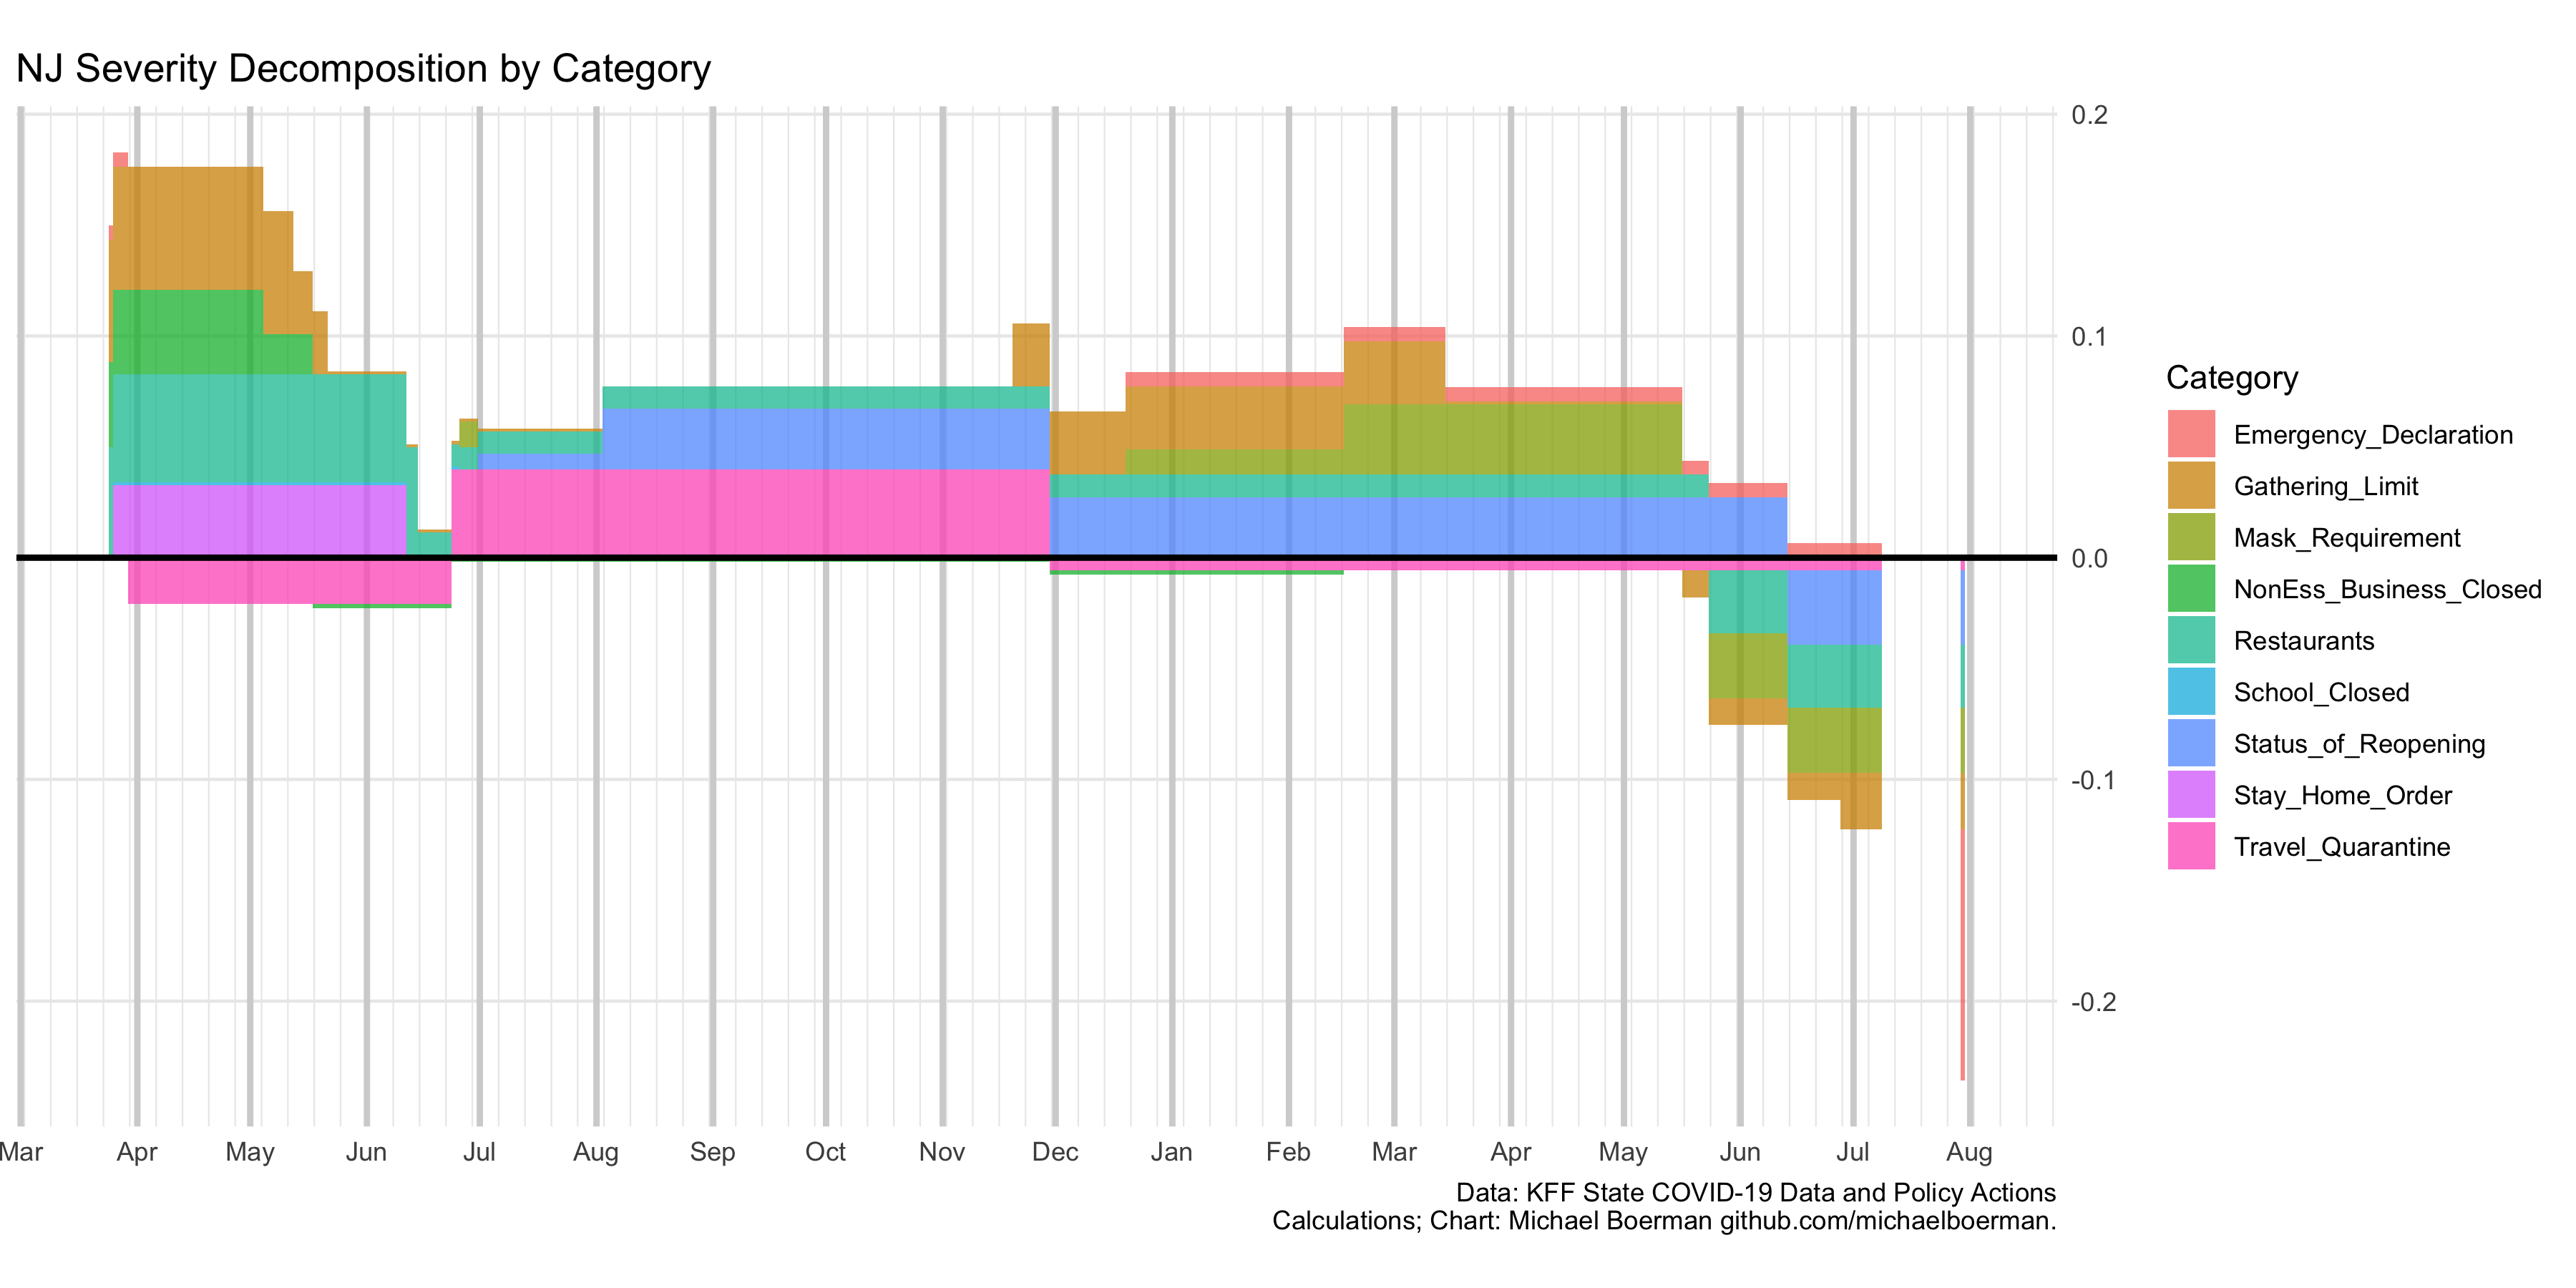 NJ Severity Decomposition by Category
0.2
0.1
0.0
-0.1
-0.2
Mar Apr May Jun Jul Aug Sep Oct Nov Dec Jan Feb Mar Apr May Jun Jul Aug
Category
Emergency_Declaration
Gathering_Limit
Mask_Requirement
NonEss_Business_Closed
Restaurants
School_Closed
Status_of_Reopening
Stay_Home_Order
Travel_Quarantine
Data: KFF State COVID-19 Data and Policy Actions
Calculations; Chart: Michael Boerman github.com/michaelboerman.